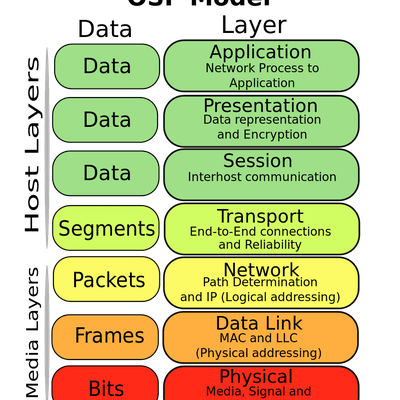 Model
Data
Layer
Host Layers
Data
Application
Network Process to
Application
Data
Presentation
Data representation
and Encryption
Data
Session
Interhost communication
Segments
Transport
End-to-End connections
and Reliability
Media Layers
Packets
Network
Path Determination
and IP (Logical addressing)
Frames
Data Link
MAC and LLC
(Physical addressing)
Bits
Physical
Media, Signal and